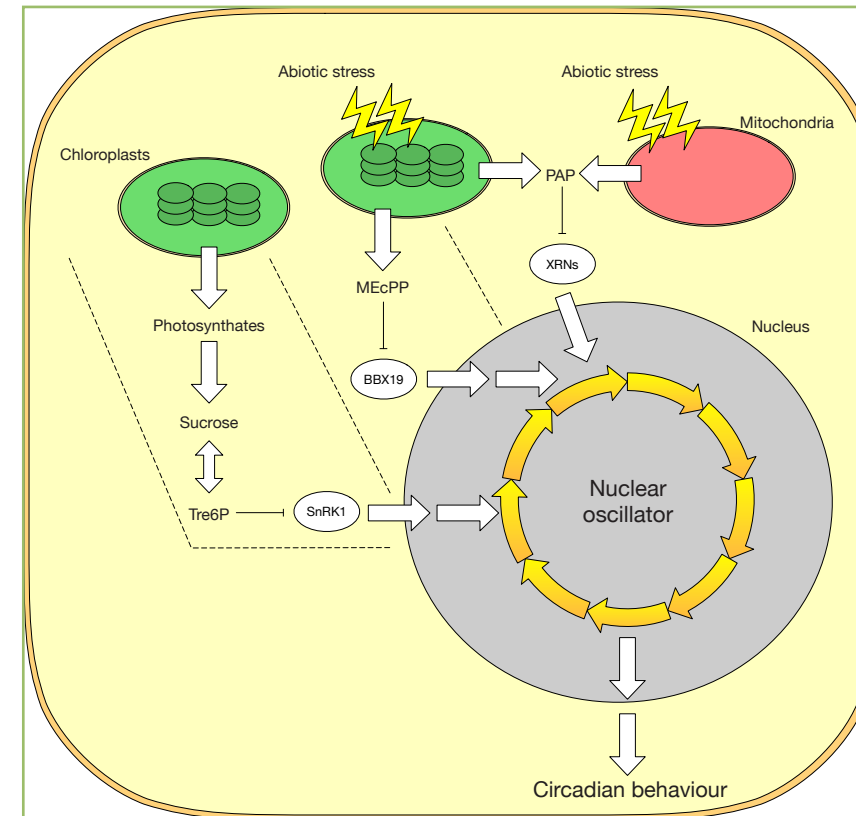 Abiotic stress
Abiotic stress
Mitochondria
Chloroplasts
PAP
XRNs
MEcPP
Photosynthates
Nucleus
BBX19
Sucrose
Nuclear
oscillator
Tre6P
SnRK1
Circadian behaviour